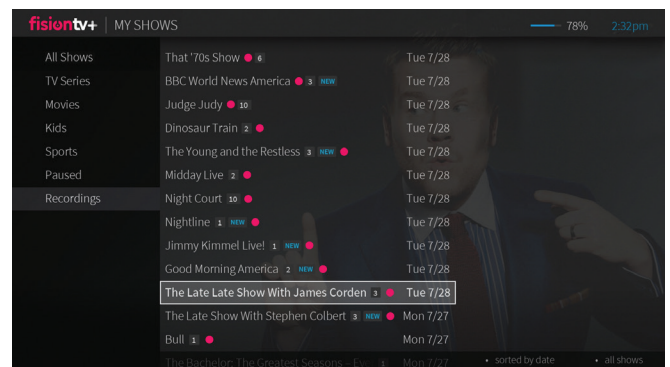 fisiontv+ | MY SHOWS 78% 2:32pm
All Shows
TV Series
Movies
Kids
Sports
Paused
Recordings
That '70s Show 6 Tue 7/28
BBC World News America 3 NEW Tue 7/28
Judge Judy 10 Tue 7/28
Dinosaur Train 2 Tue 7/28
The Young and the Restless 3 NEW Tue 7/28
Midday Live 2 Tue 7/28
Night Court 10 Tue 7/28
Nightline 1 NEW Tue 7/28
Jimmy Kimmel Live! 1 NEW Tue 7/28
Good Morning America 2 NEW Tue 7/28
The Late Late Show With James Corden 3 Tue 7/28
The Late Show With Stephen Colbert 3 NEW Mon 7/27
Bull 1 Mon 7/27
The Bachelor: The Greatest Seasons – 1 Mon 7/27
• sorted by date • all shows